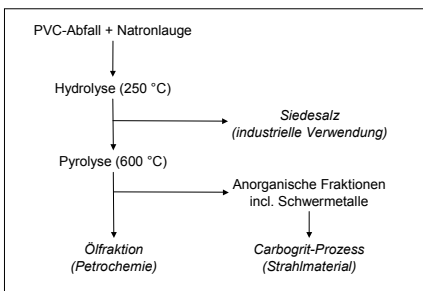 PVC-Abfall + Natronlauge
Hydrolyse (250 °C)
Siedesalz
(industrielle Verwendung)
Pyrolyse (600 °C)
Anorganische Fraktionen
incl. Schwermetalle
Ölfraktion
(Petrochemie)
Carbogrit-Prozess
(Strahlmaterial)